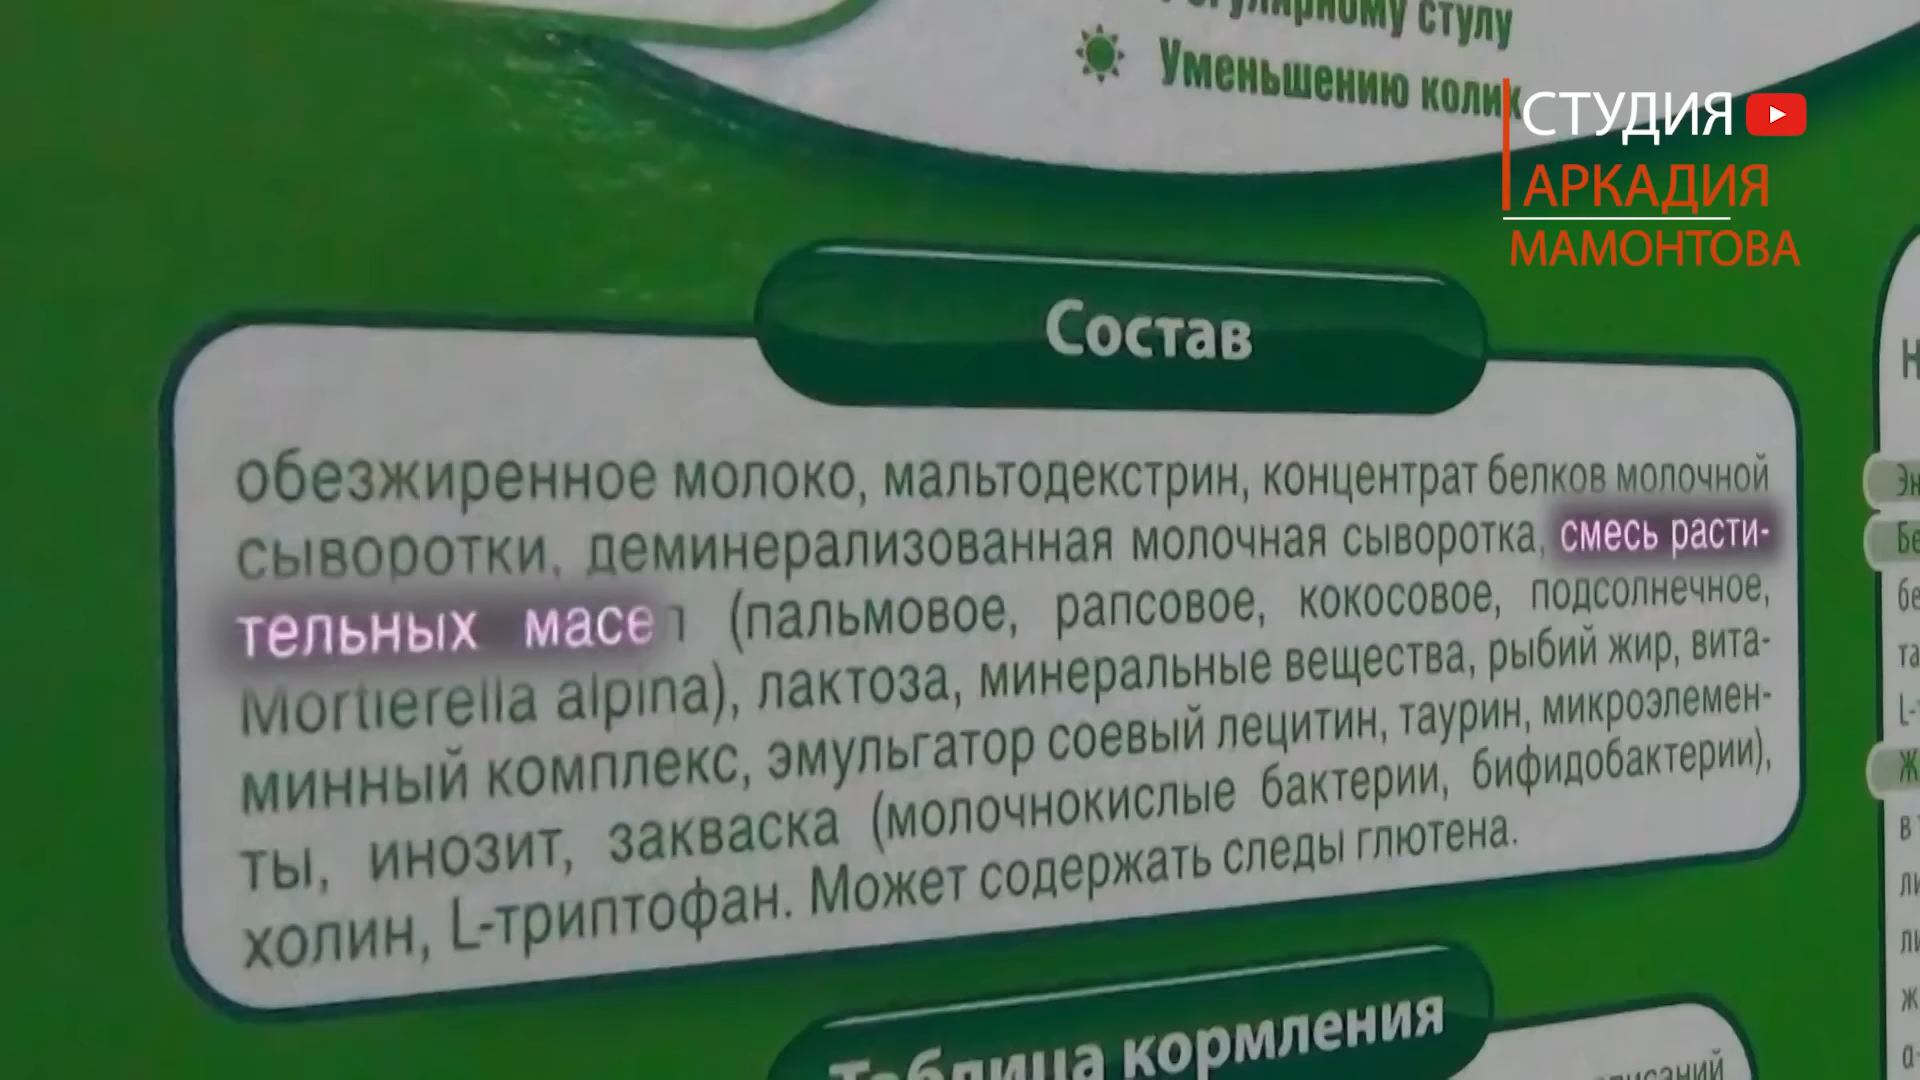 регулярному стулу
Уменьшению колик
СТУДИЯ
АРКАДИЯ
МАМОНТОВА
Состав
обезжиренное молоко, мальтодекстрин, концентрат белков молочной
сыворотки, деминерализованная молочная сыворотка, смесь расти-
тельных масел (пальмовое, рапсовое, кокосовое, подсолнечное,
Mortierella alpina), лактоза, минеральные вещества, рыбий жир, вита-
минный комплекс, эмульгатор соевый лецитин, таурин, микроэлемен-
ты, инозит, закваска (молочнокислые бактерии, бифидобактерии),
холин, L-триптофан. Может содержать следы глютена.
Таблица кормления